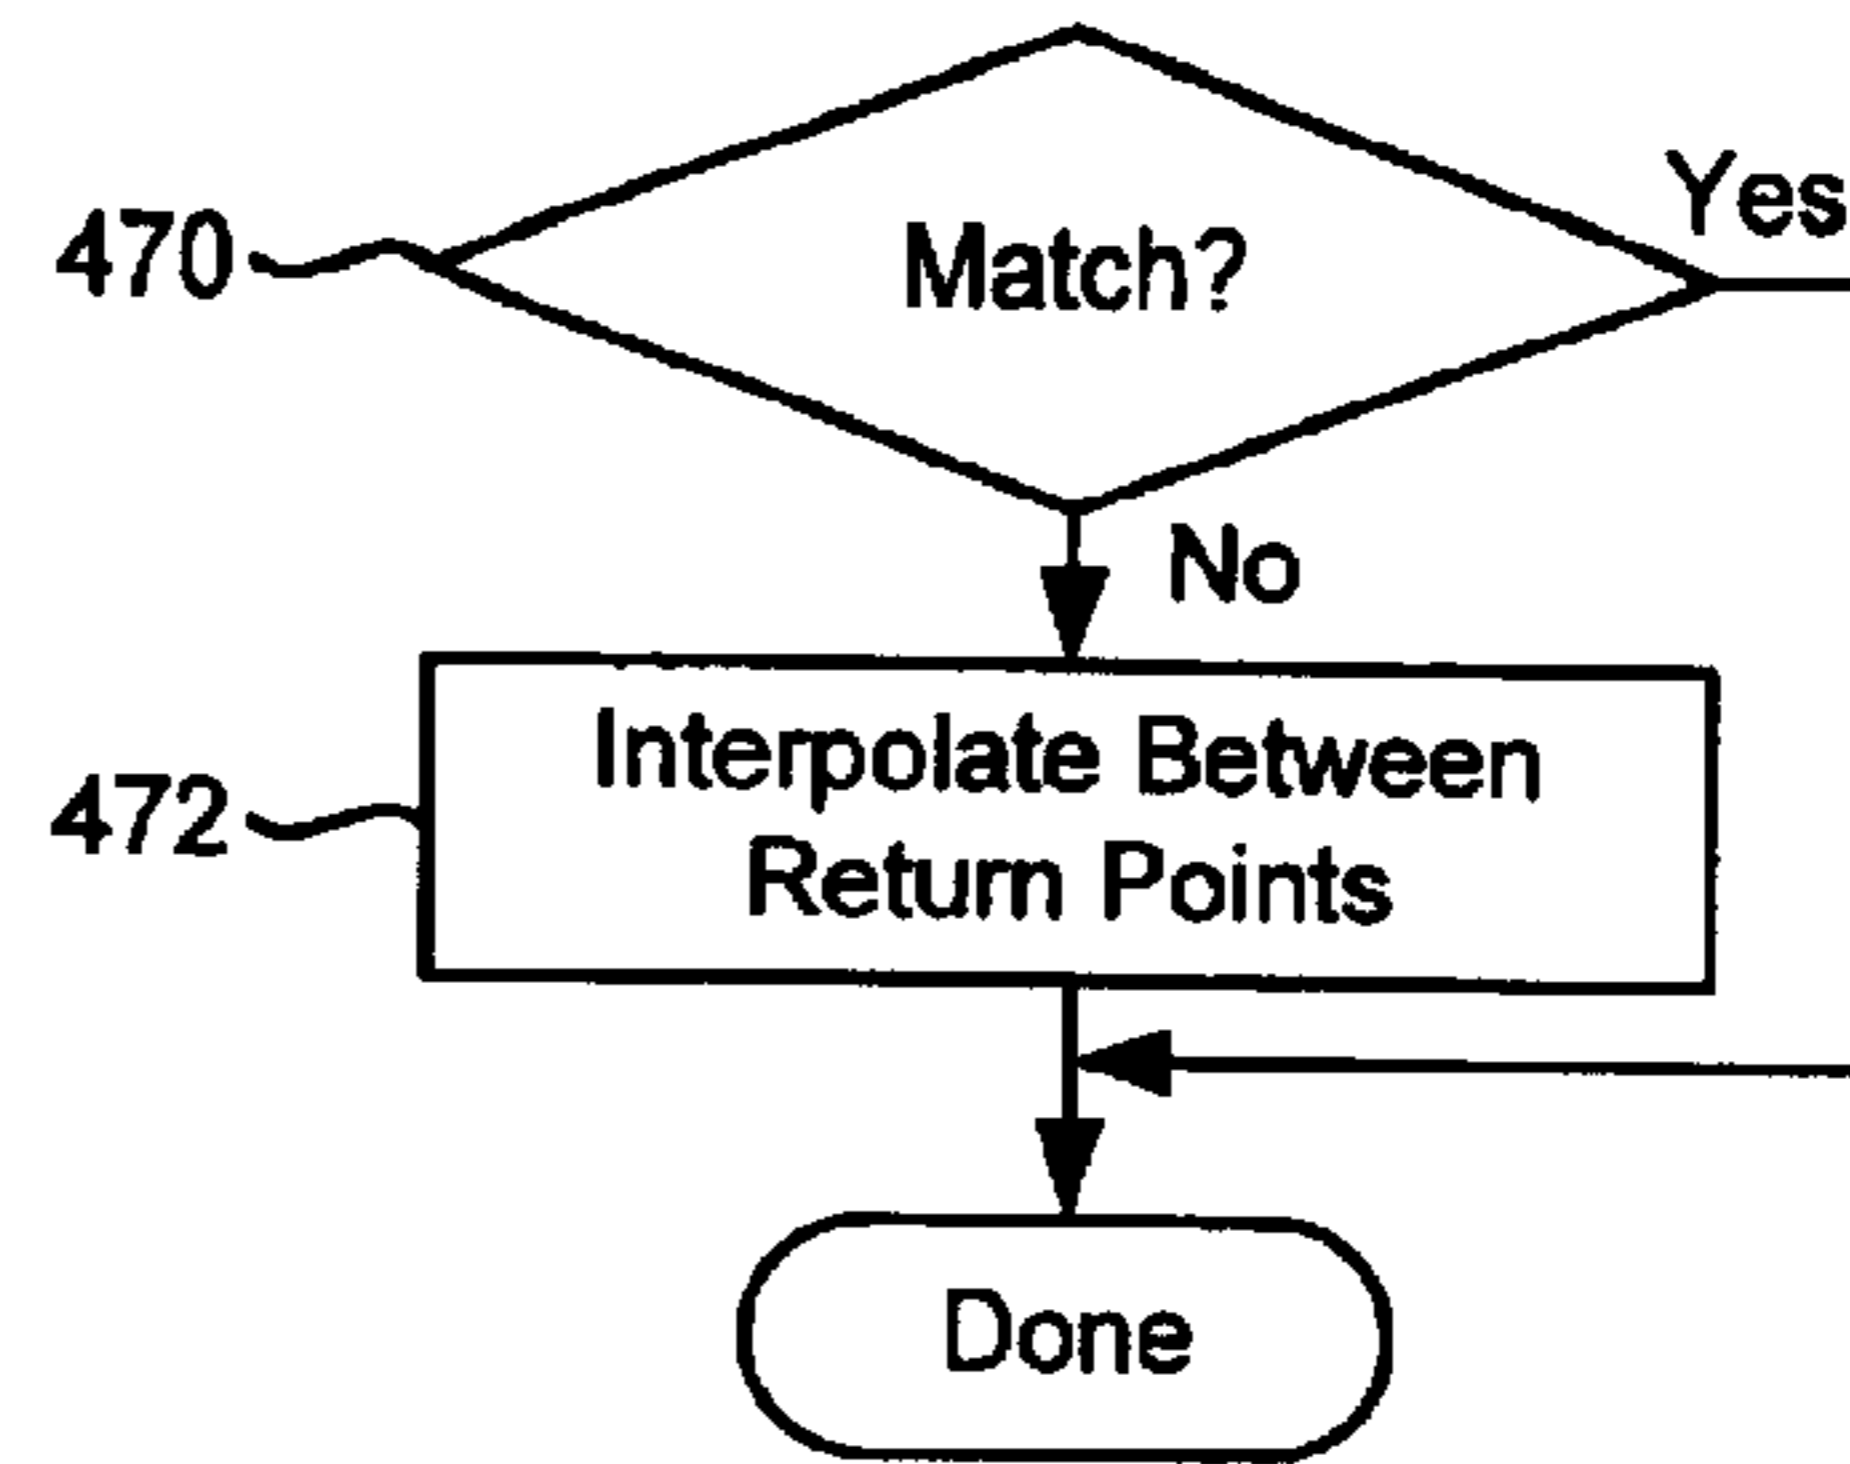 Yes
470
Match?
No
Interpolate Between
472
Return Points
Done